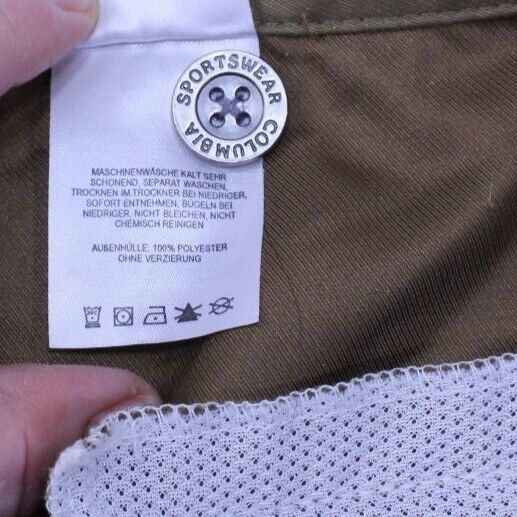 SPORTSWEAR
COLUMBIA
MASCHINENWÄSCHE KALT SEHR
SCHONEND, SEPARAT WASCHEN,
TROCKNEN IM TROCKNER BEI NIEDRIGER,
SOFORT ENTNEHMEN, BÜGELN BEI
NIEDRIGER, NICHT BLEICHEN, NICHT
CHEMISCH REINIGEN
AUßENHÜLLE: 100% POLYESTER
OHNE VERZIERUNG